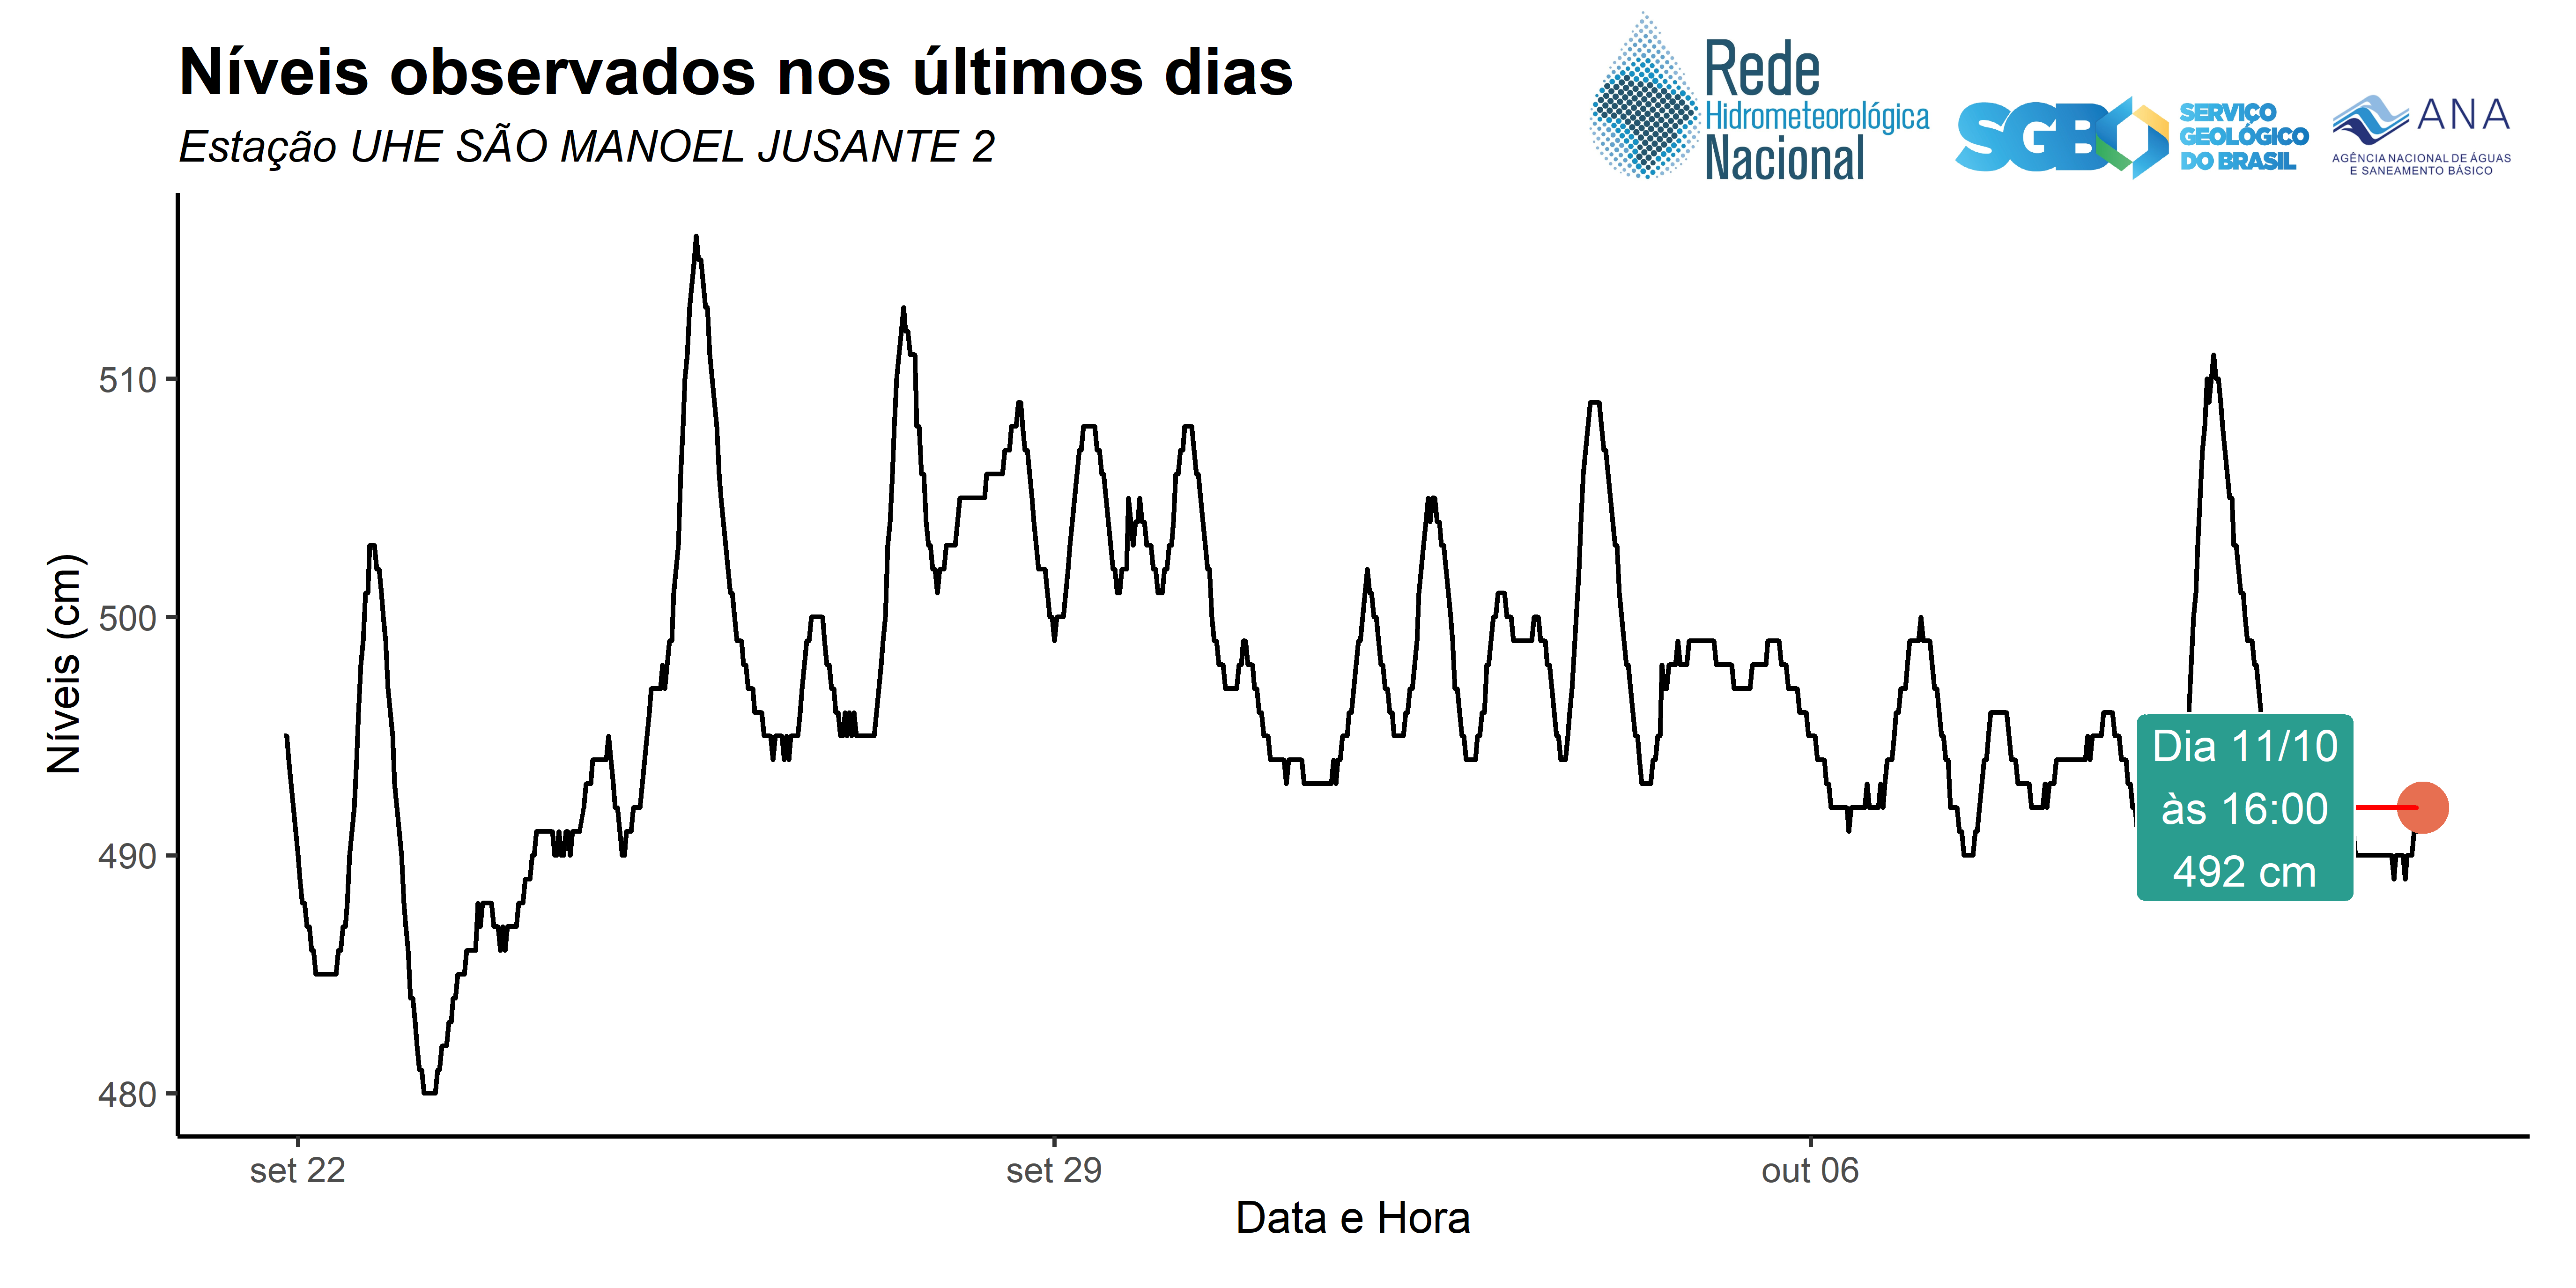 Níveis observados nos últimos dias
Estação UHE SÃO MANOEL JUSANTE 2
Rede
Hidrometeorológica
Nacional
SGB
SERVIÇO
GEOLÓGICO
DO BRASIL
ANA
AGÊNCIA NACIONAL DE ÁGUAS
E SANEAMENTO BÁSICO
Níveis (cm)
510
500
490
480
Dia 11/10
às 16:00
492 cm
set 22
set 29
out 06
Data e Hora